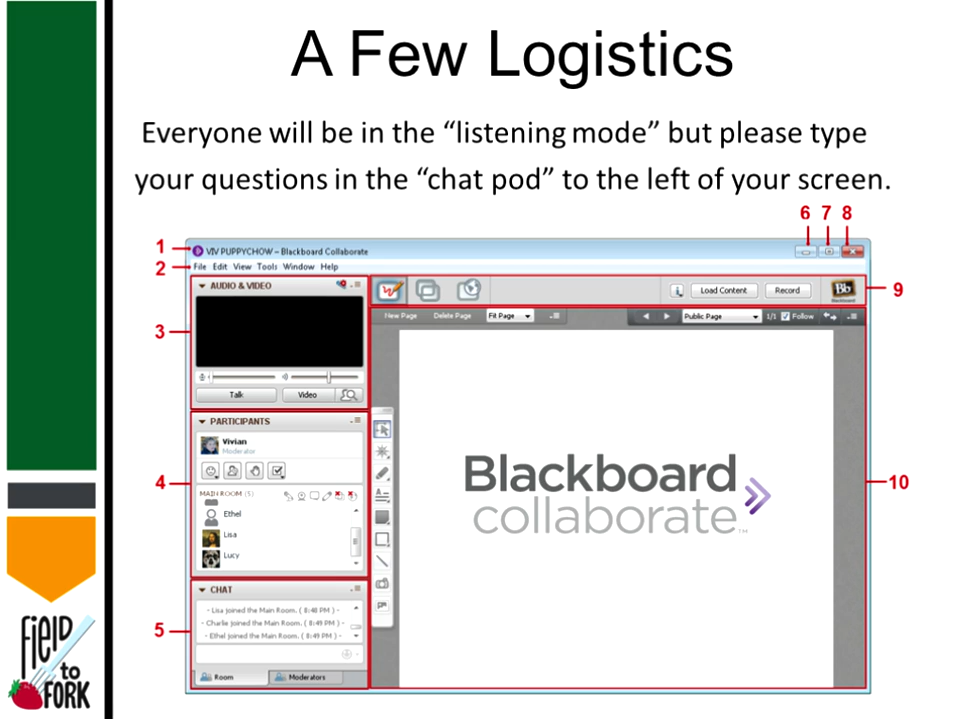 A Few Logistics
Everyone will be in the “listening mode” but please type
your questions in the “chat pod” to the left of your screen.
6 7 8
1
VIV PUPPYCHOW – Blackboard Collaborate
2
File Edit View Tools Window Help
AUDIO & VIDEO
Load Content
Record
Bb
Blackboard
9
New Page
Delete Page
Fit Page
Public Page
1/1
Follow
3
Talk
Video
PARTICIPANTS
Vivian
Moderator
4
MAIN ROOM (5)
Ethel
Lisa
Lucy
Blackboard
collaborate™
10
CHAT
- Lisa joined the Main Room. ( 8:48 PM ) -
- Charlie joined the Main Room. ( 8:49 PM ) -
- Ethel joined the Main Room. ( 8:49 PM ) -
5
Room
Moderators
FiElD
to
FORK